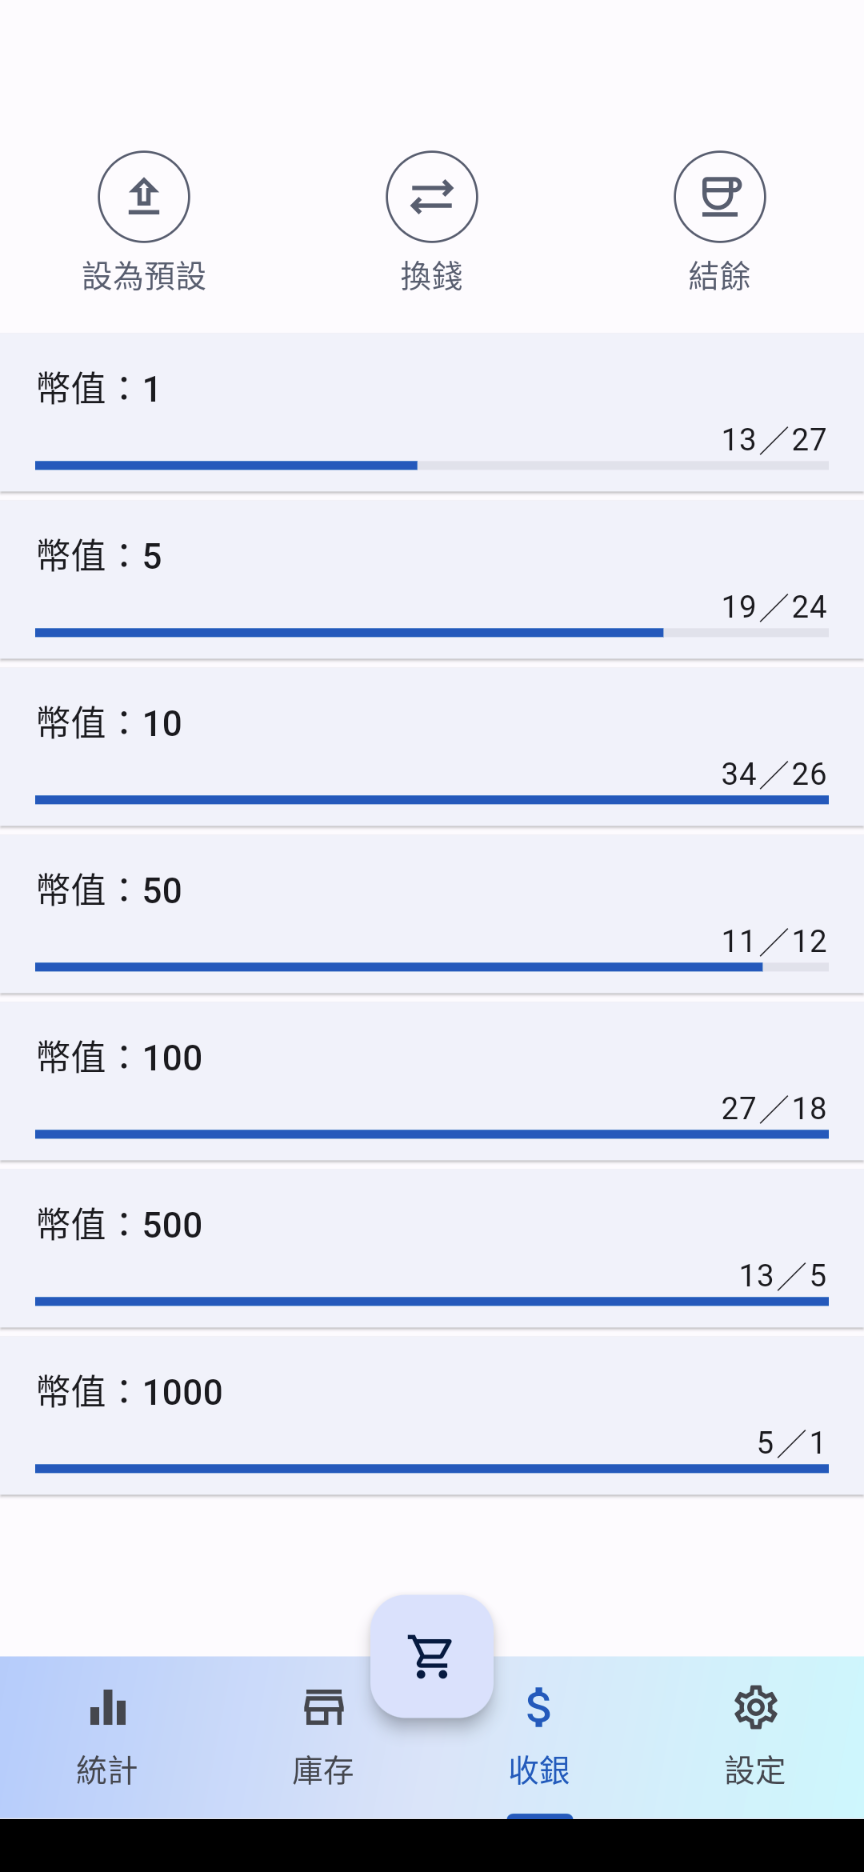 設為預設
換錢
結餘
幣值：1
13／27
幣值：5
19／24
幣值：10
34／26
幣值：50
11／12
幣值：100
27／18
幣值：500
13／5
幣值：1000
5／1
統計
庫存
收銀
設定